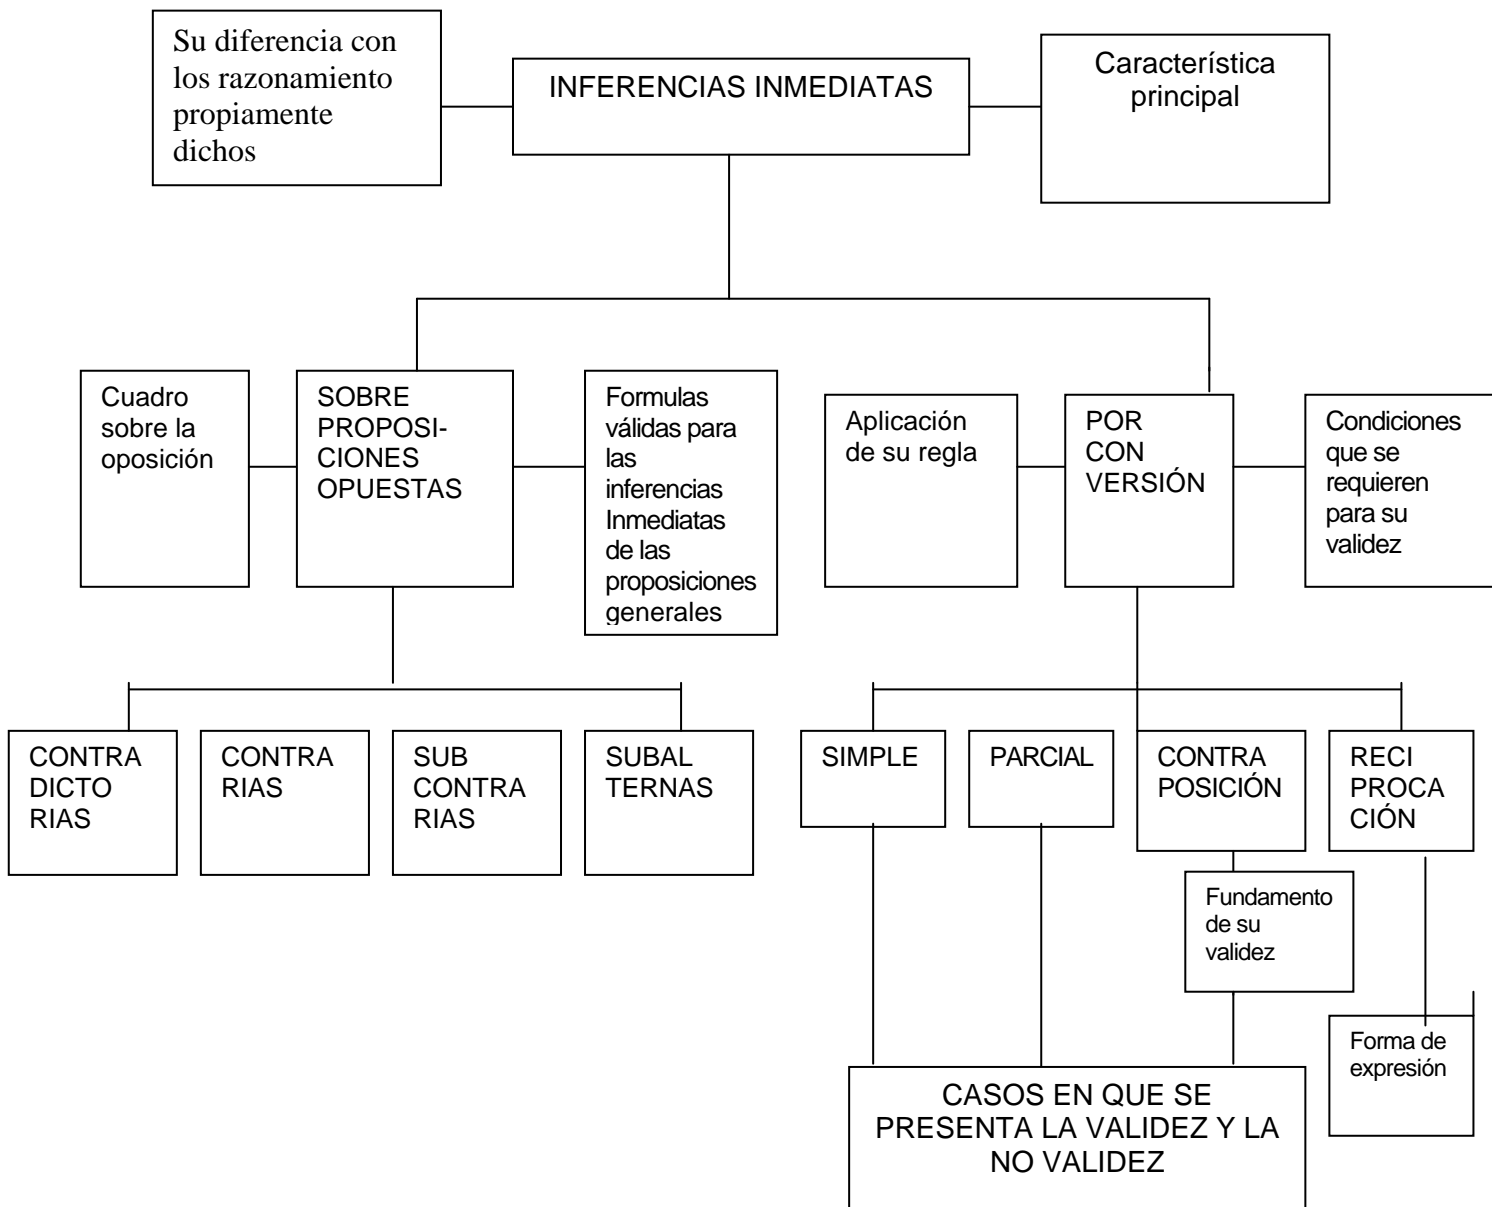 Su diferencia con
los razonamiento
propiamente
dichos
INFERENCIAS INMEDIATAS
Característica
principal
Cuadro
sobre la
oposición
SOBRE
PROPOSI-
CIONES
OPUESTAS
Formulas
válidas para
las
inferencias
Inmediatas
de las
proposiciones
generales
Aplicación
de su regla
POR
CON
VERSIÓN
Condiciones
que se
requieren
para su
validez
CONTRA
DICTO
RIAS
CONTRA
RIAS
SUB
CONTRA
RIAS
SUBAL
TERNAS
SIMPLE
PARCIAL
CONTRA
POSICIÓN
RECI
PROCA
CIÓN
Fundamento
de su
validez
Forma de
expresión
CASOS EN QUE SE
PRESENTA LA VALIDEZ Y LA
NO VALIDEZ